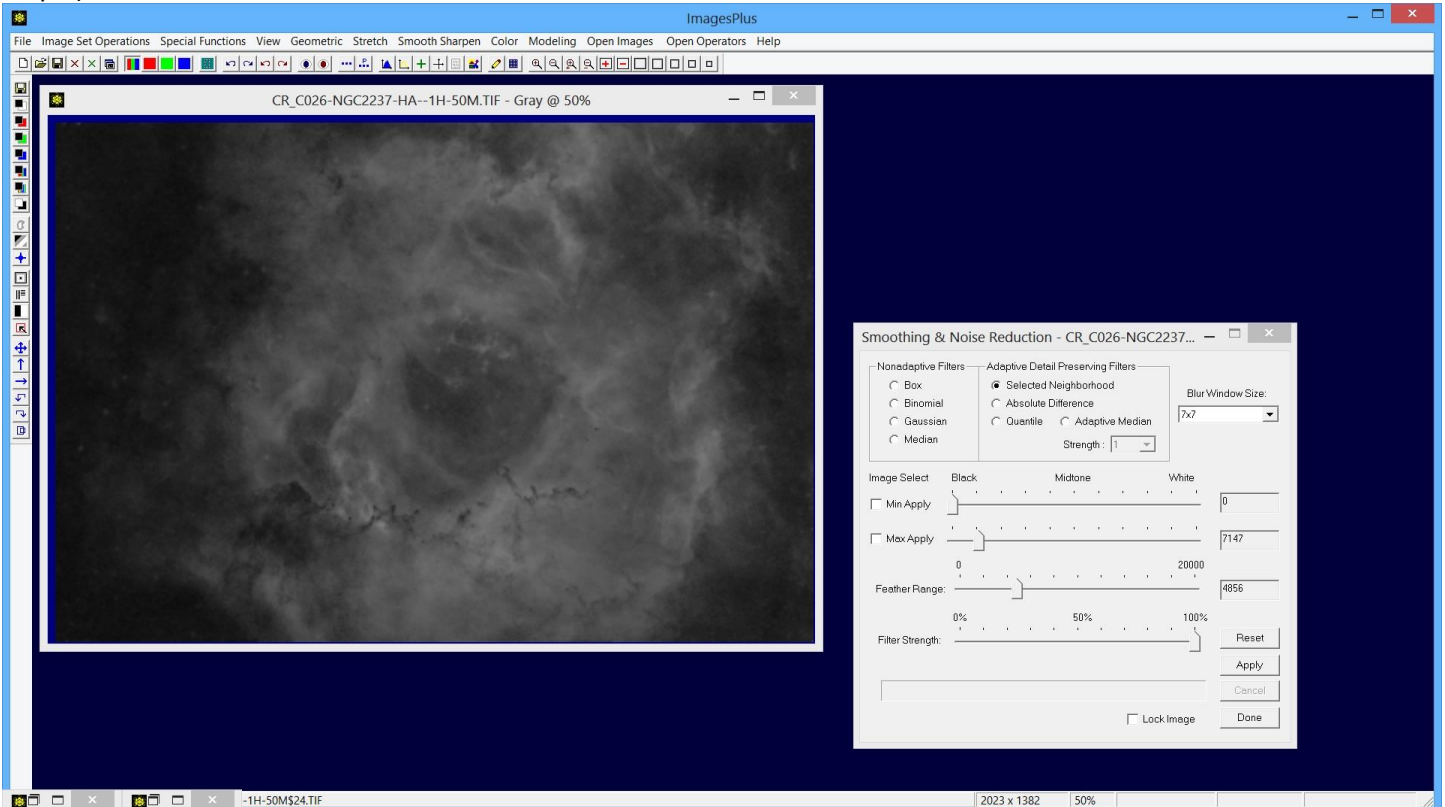 ImagesPlus
File Image Set Operations Special Functions View Geometric Stretch Smooth Sharpen Color Modeling Open Images Open Operators Help
CR_C026-NGC2237-HA--1H-50M.TIF - Gray @ 50%
Smoothing & Noise Reduction - CR_C026-NGC2237...
Nonadaptive Filters Adaptive Detail Preserving Filters
Box Selected Neighborhood Blur Window Size:
Binomial Absolute Difference 7x7
Gaussian Quantile Adaptive Median
Median Strength : 1
Image Select Black Midtone White
Min Apply 0
Max Apply 7147
0 20000
Feather Range: 4856
0% 50% 100%
Filter Strength: Reset
Apply
Cancel
Lock Image Done
-1H-50M$24.TIF 2023 x 1382 50%